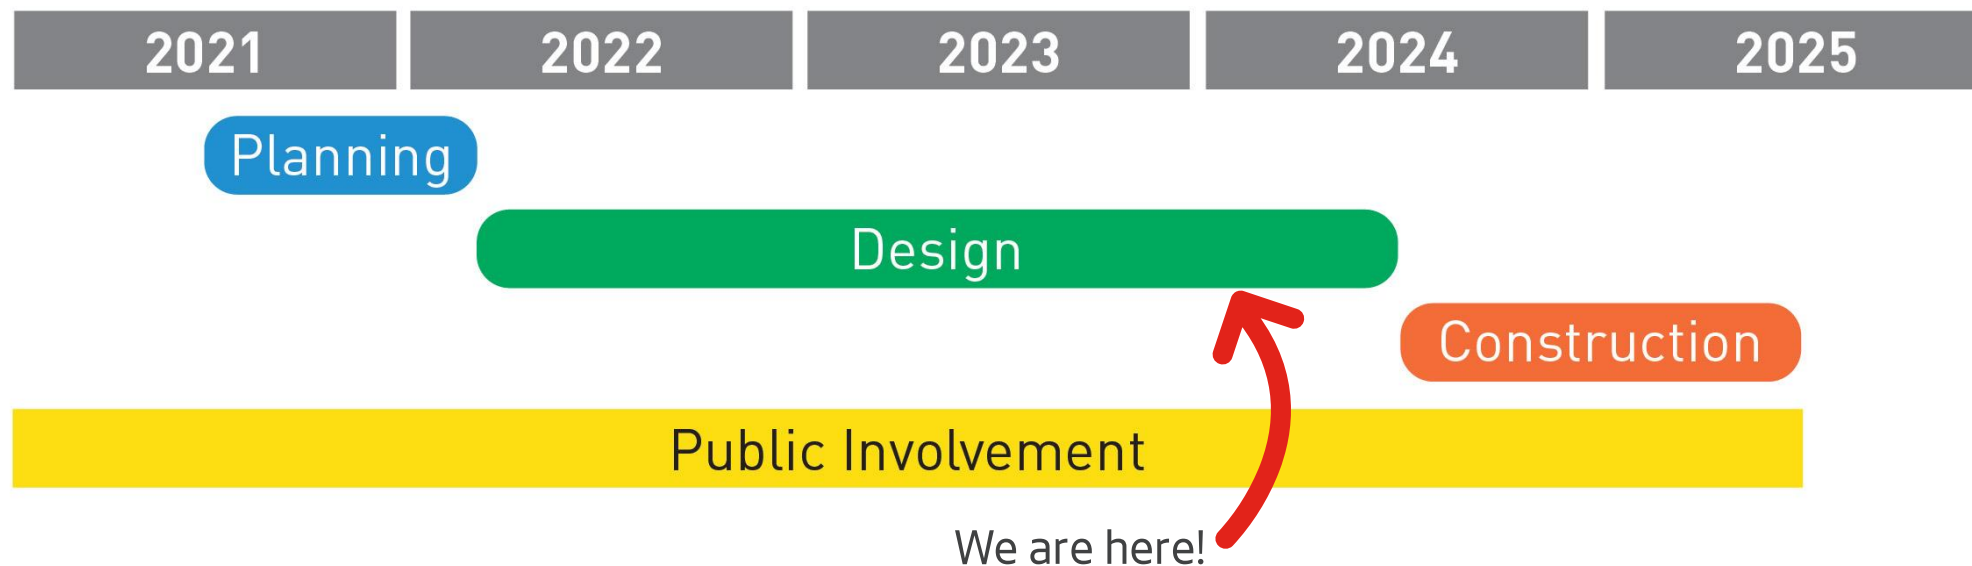 2021 2022 2023 2024 2025
Planning
Design
Construction
Public Involvement
We are here!